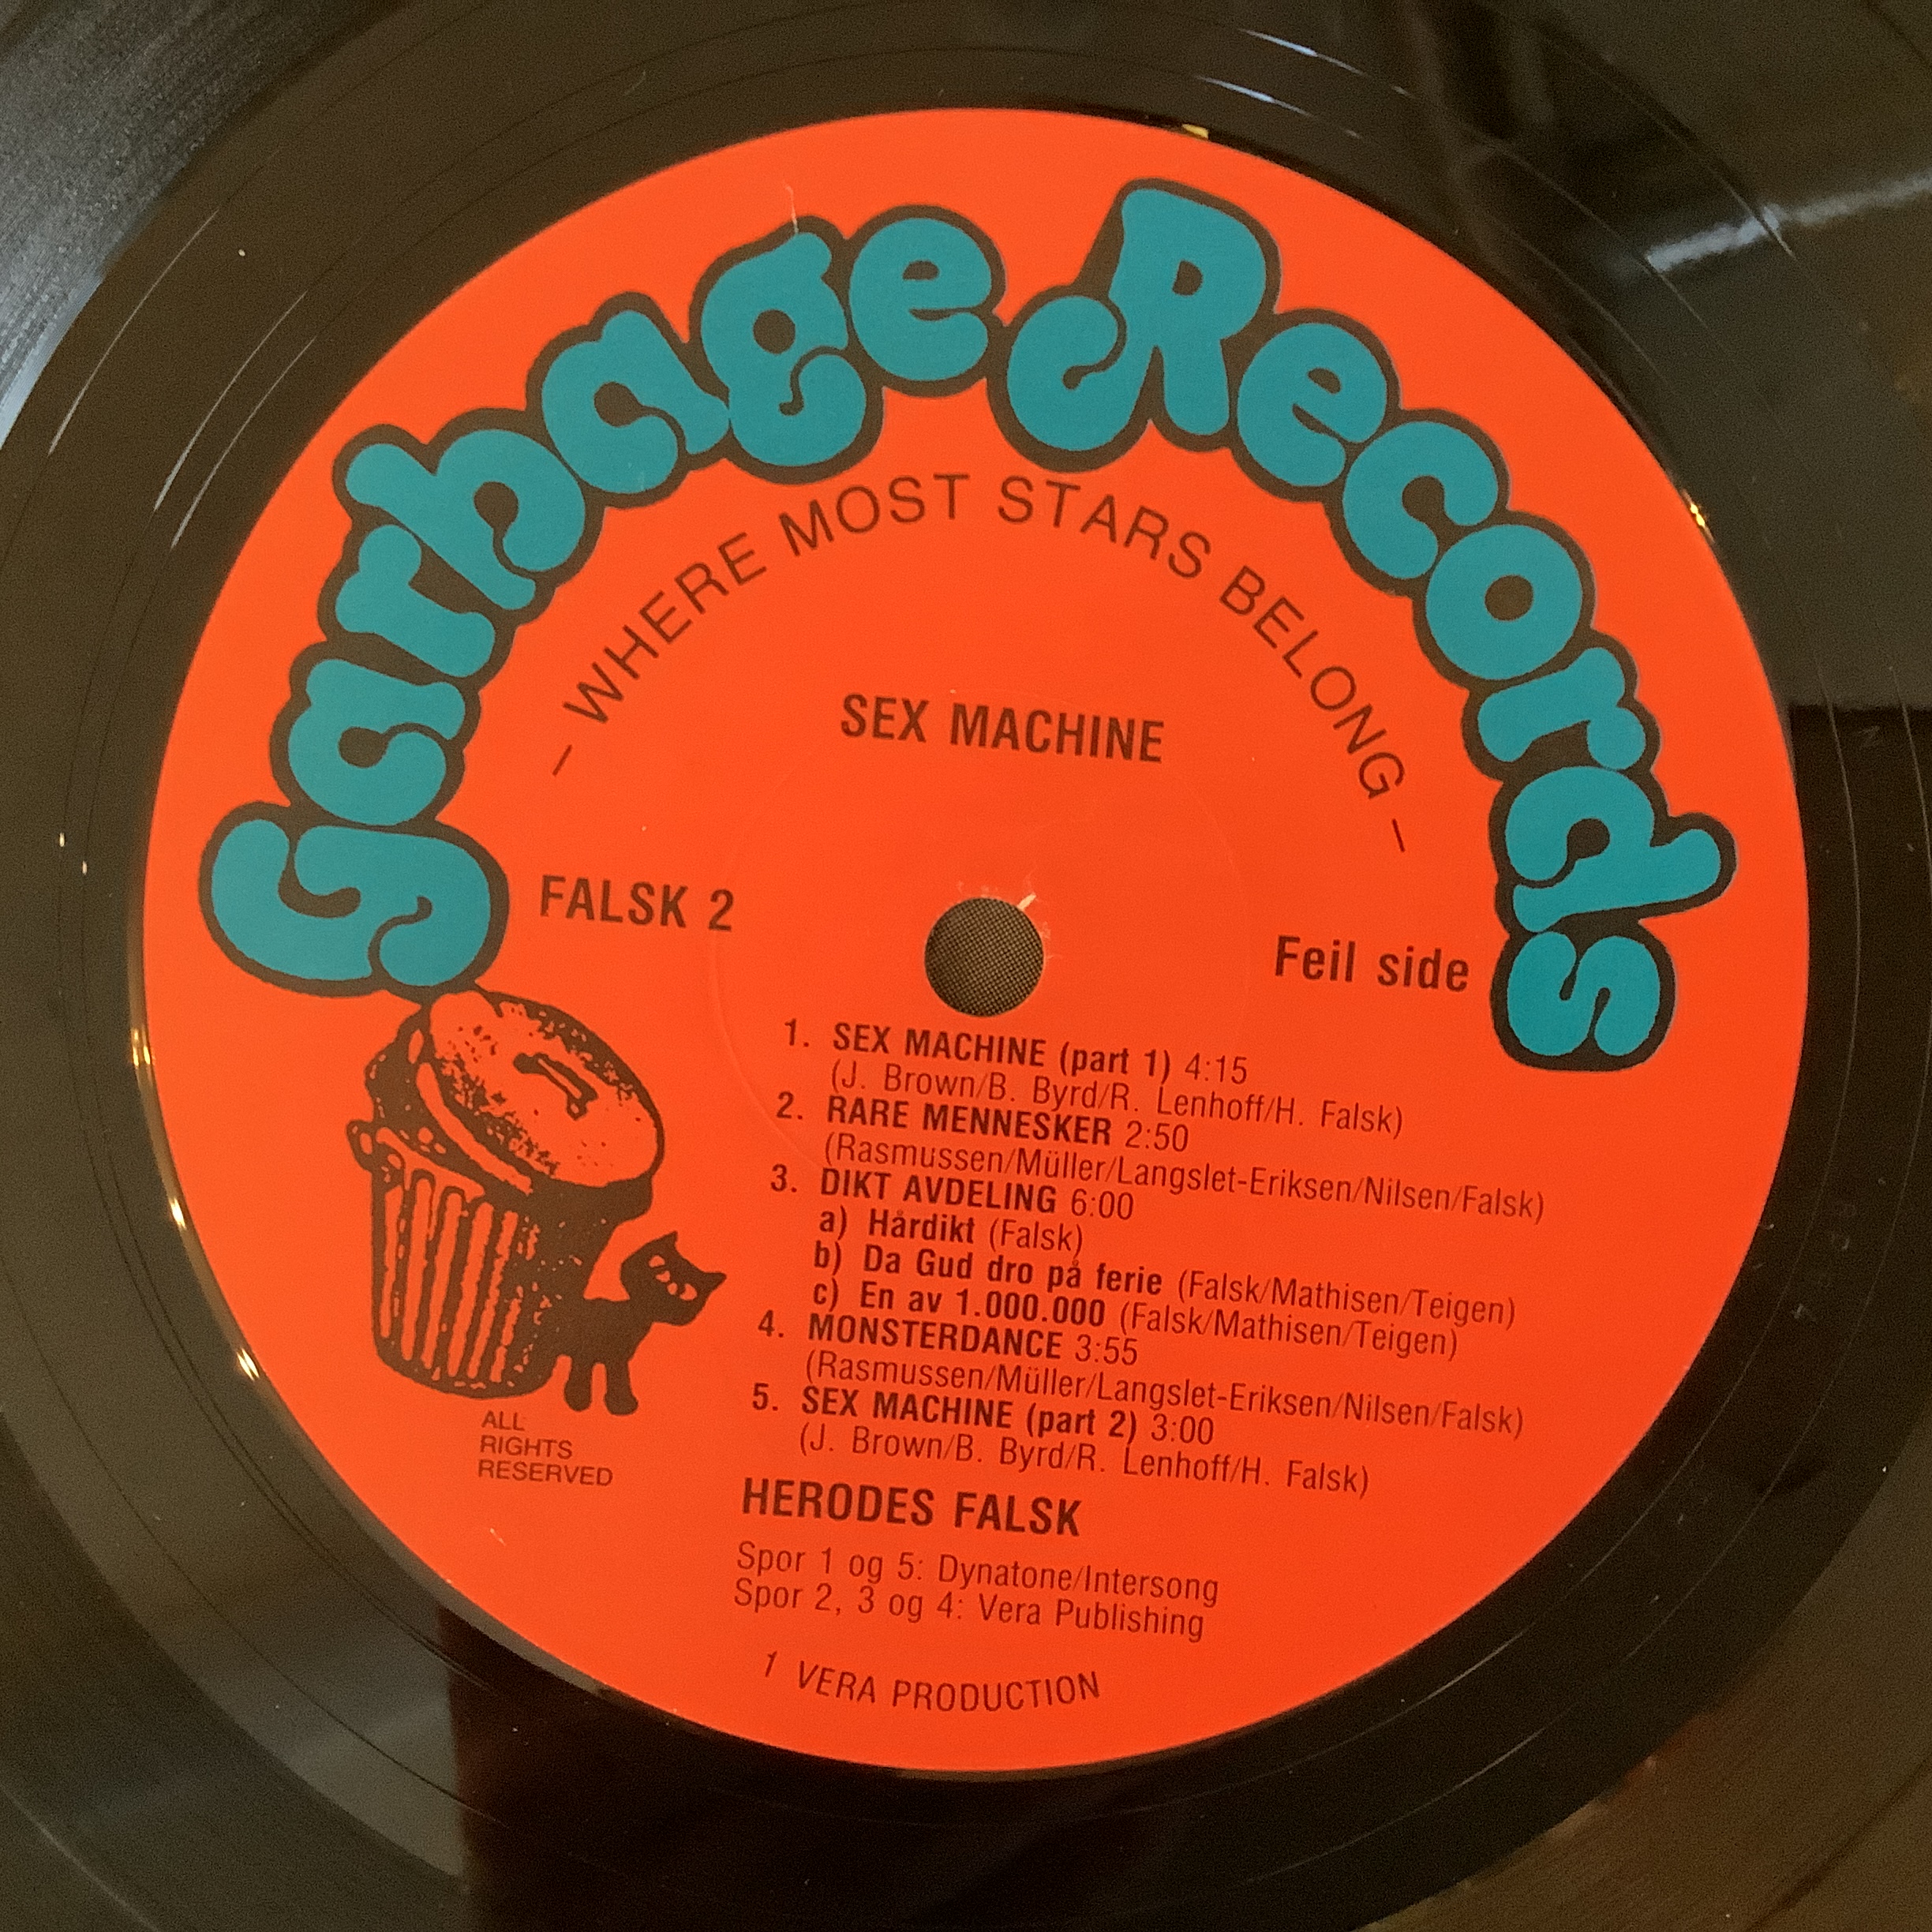 Garbage Records
– WHERE MOST STARS BELONG –
SEX MACHINE
FALSK 2
Feil side
1. SEX MACHINE (part 1) 4:15
(J. Brown/B. Byrd/R. Lenhoff/H. Falsk)
2. RARE MENNESKER 2:50
(Rasmussen/Müller/Langslet-Eriksen/Nilsen/Falsk)
3. DIKT AVDELING 6:00
a) Hårdikt (Falsk)
b) Da Gud dro på ferie (Falsk/Mathisen/Teigen)
c) En av 1.000.000 (Falsk/Mathisen/Teigen)
4. MONSTERDANCE 3:55
(Rasmussen/Müller/Langslet-Eriksen/Nilsen/Falsk)
5. SEX MACHINE (part 2) 3:00
(J. Brown/B. Byrd/R. Lenhoff/H. Falsk)
ALL
RIGHTS
RESERVED
HERODES FALSK
Spor 1 og 5: Dynatone/Intersong
Spor 2, 3 og 4: Vera Publishing
1 VERA PRODUCTION